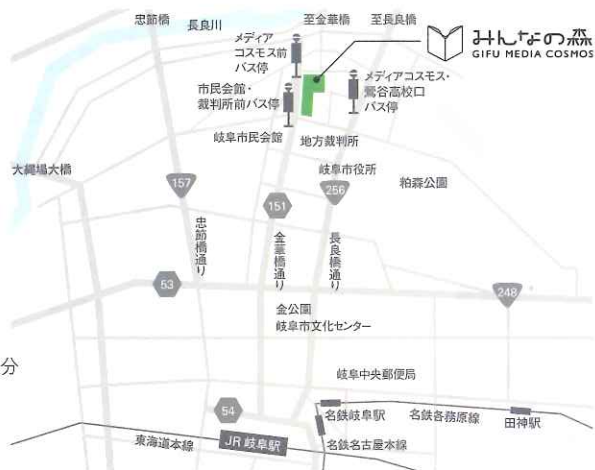 忠節橋
長良川
至金華橋
至長良橋
みんなの森
GIFU MEDIA COSMOS
メディア
コスモス前
バス停
市民会館・
裁判所前バス停
メディアコスモス・
鶯谷高校口
バス停
岐阜市民会館
地方裁判所
大縄場大橋
岐阜市役所
粕森公園
157
151
256
忠節橋通り
金華橋通り
長良橋通り
53
248
金公園
岐阜市文化センター
分
岐阜中央郵便局
54
名鉄岐阜駅
名鉄各務原線
田神駅
東海道本線
JR 岐阜駅
名鉄名古屋本線